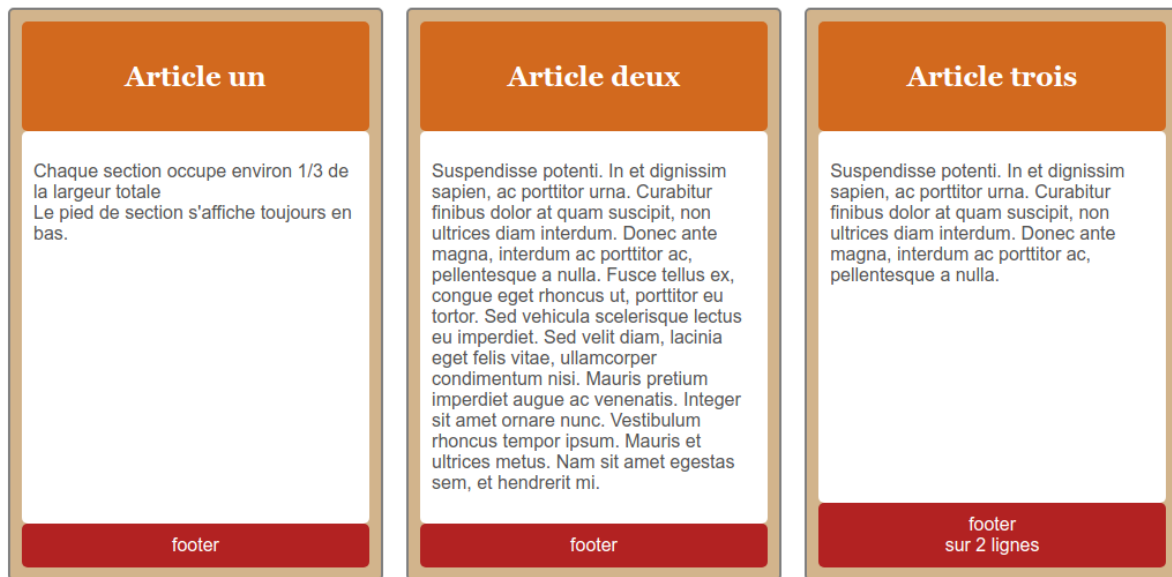 Article un
Chaque section occupe environ 1/3 de
la largeur totale
Le pied de section s'affiche toujours en
bas.
footer
Article deux
Suspendisse potenti. In et dignissim
sapien, ac porttitor urna. Curabitur
finibus dolor at quam suscipit, non
ultrices diam interdum. Donec ante
magna, interdum ac porttitor ac,
pellentesque a nulla. Fusce tellus ex,
congue eget rhoncus ut, porttitor eu
tortor. Sed vehicula scelerisque lectus
eu imperdiet. Sed velit diam, lacinia
eget felis vitae, ullamcorper
condimentum nisi. Mauris pretium
imperdiet augue ac venenatis. Integer
sit amet ornare nunc. Vestibulum
rhoncus tempor ipsum. Mauris et
ultrices metus. Nam sit amet egestas
sem, et hendrerit mi.
footer
Article trois
Suspendisse potenti. In et dignissim
sapien, ac porttitor urna. Curabitur
finibus dolor at quam suscipit, non
ultrices diam interdum. Donec ante
magna, interdum ac porttitor ac,
pellentesque a nulla.
footer
sur 2 lignes